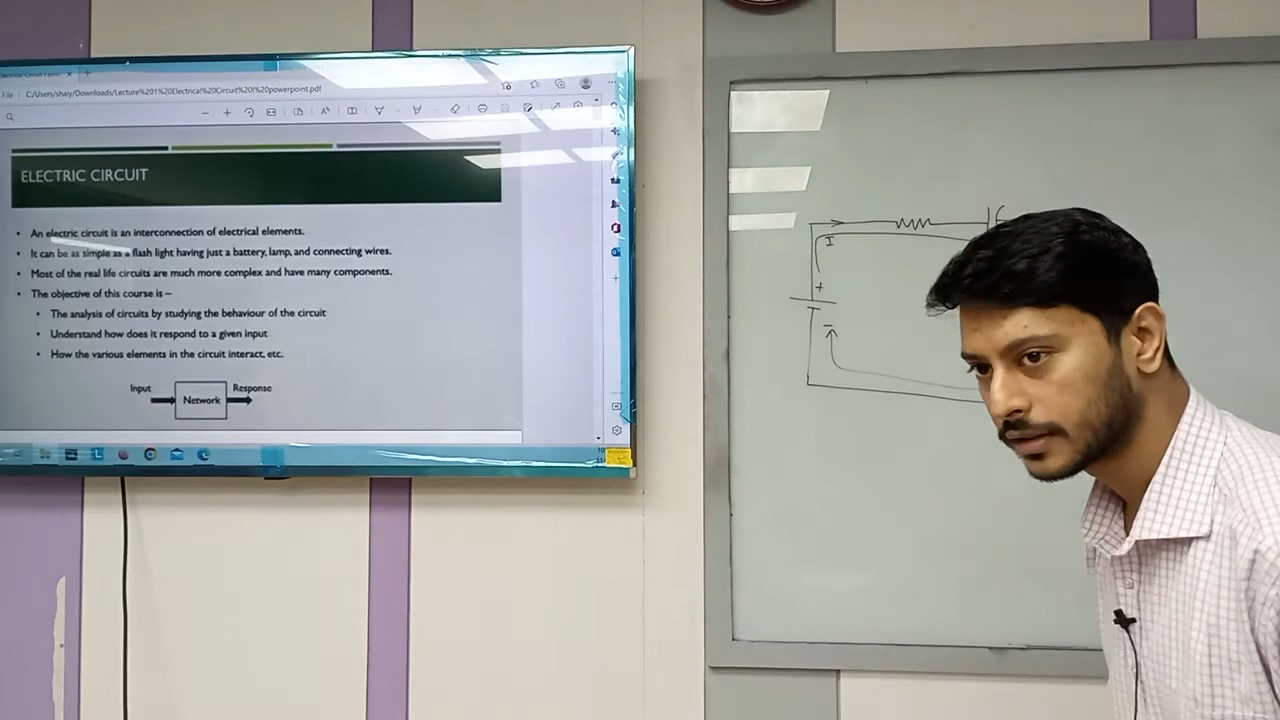 File C:/Users/shay/Downloads/Lecture%201%20Electrical%20Circuit%20I%20powerpoint.pdf
ELECTRIC CIRCUIT
• An electric circuit is an interconnection of electrical elements.
• It can be as simple as a flash light having just a battery, lamp, and connecting wires.
• Most of the real life circuits are much more complex and have many components.
• The objective of this course is –
• The analysis of circuits by studying the behaviour of the circuit
• Understand how does it respond to a given input
• How the various elements in the circuit interact, etc.
Input Network Response
I
+
−